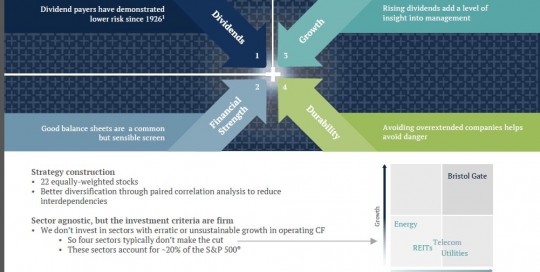 Dividend payers have demonstrated
lower risk since 1926¹
Dividends
1
3
Growth
Rising dividends add a level of
insight into management
Good balance sheets are a common
but sensible screen
Financial
Strength
2
4
Durability
Avoiding overextended companies helps
avoid danger
Strategy construction
• 22 equally-weighted stocks
• Better diversification through paired correlation analysis to reduce
interdependencies
Sector agnostic, but the investment criteria are firm
• We don't invest in sectors with erratic or unsustainable growth in operating CF
• So four sectors typically don't make the cut
• These sectors account for ~20% of the S&P 500®
Growth
Bristol Gate
Energy
REITs
Telecom
Utilities